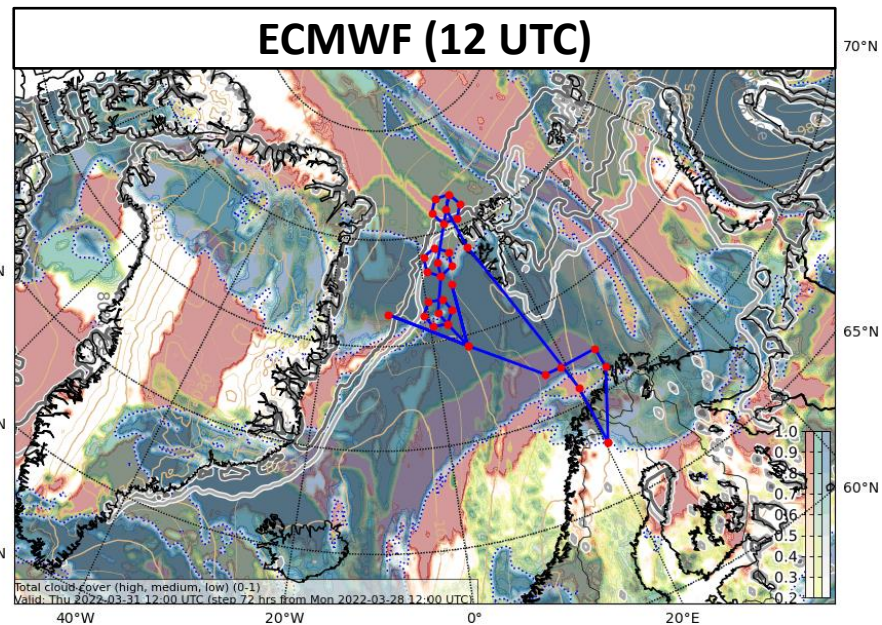 ECMWF (12 UTC)
70°N
65°N
60°N
1.0
0.9
0.8
0.7
0.6
0.5
0.4
0.3
0.2
Total cloud cover (high, medium, low) (0-1)
Valid: Thu 2022-03-31 12:00 UTC (step 72 hrs from Mon 2022-03-28 12:00 UTC)
40°W
20°W
0°
20°E